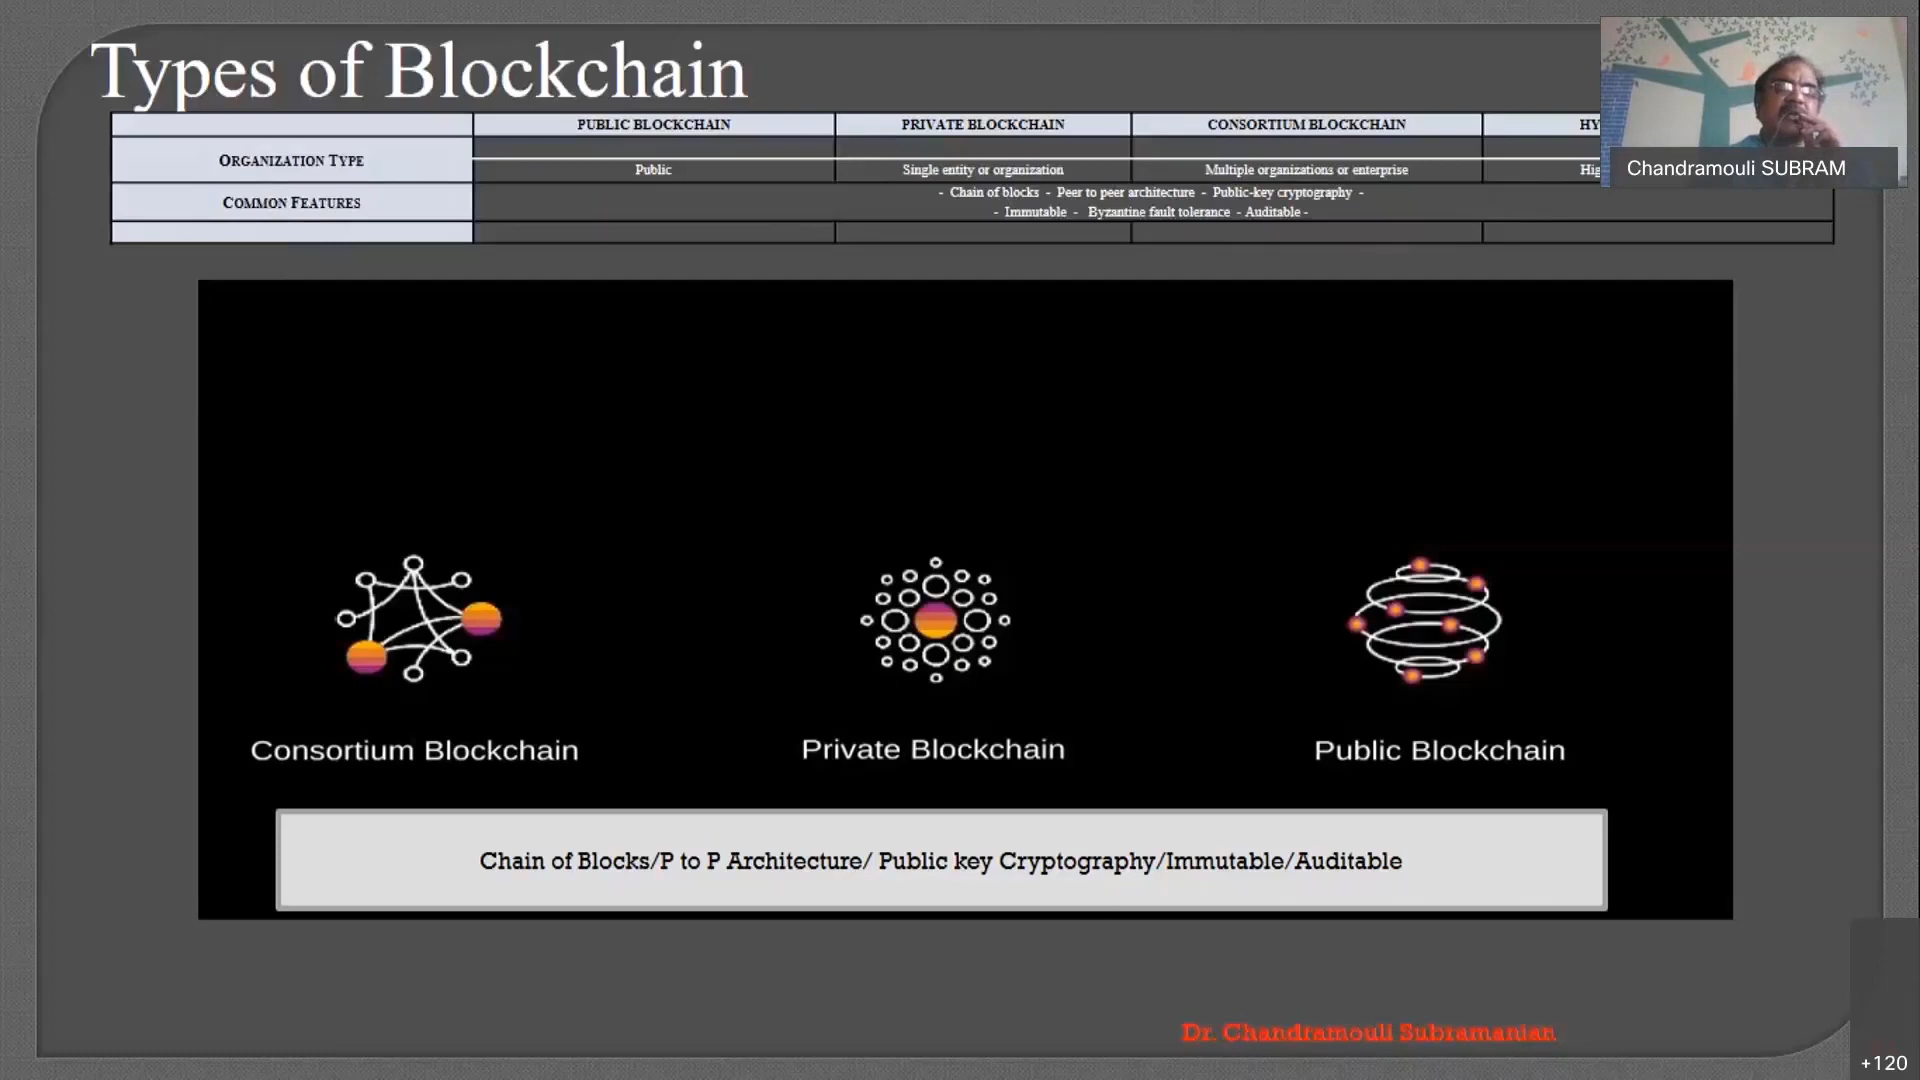 Types of Blockchain
PUBLIC BLOCKCHAIN PRIVATE BLOCKCHAIN CONSORTIUM BLOCKCHAIN
ORGANIZATION TYPE
Public Single entity or organization Multiple organizations or enterprise
Chandramouli SUBRAM
COMMON FEATURES
- Chain of blocks - Peer to peer architecture - Public-key cryptography -
- Immutable - Byzantine fault tolerance - Auditable -
Consortium Blockchain
Private Blockchain
Public Blockchain
Chain of Blocks/P to P Architecture/ Public key Cryptography/Immutable/Auditable
Dr. Chandramouli Subramanian
+120